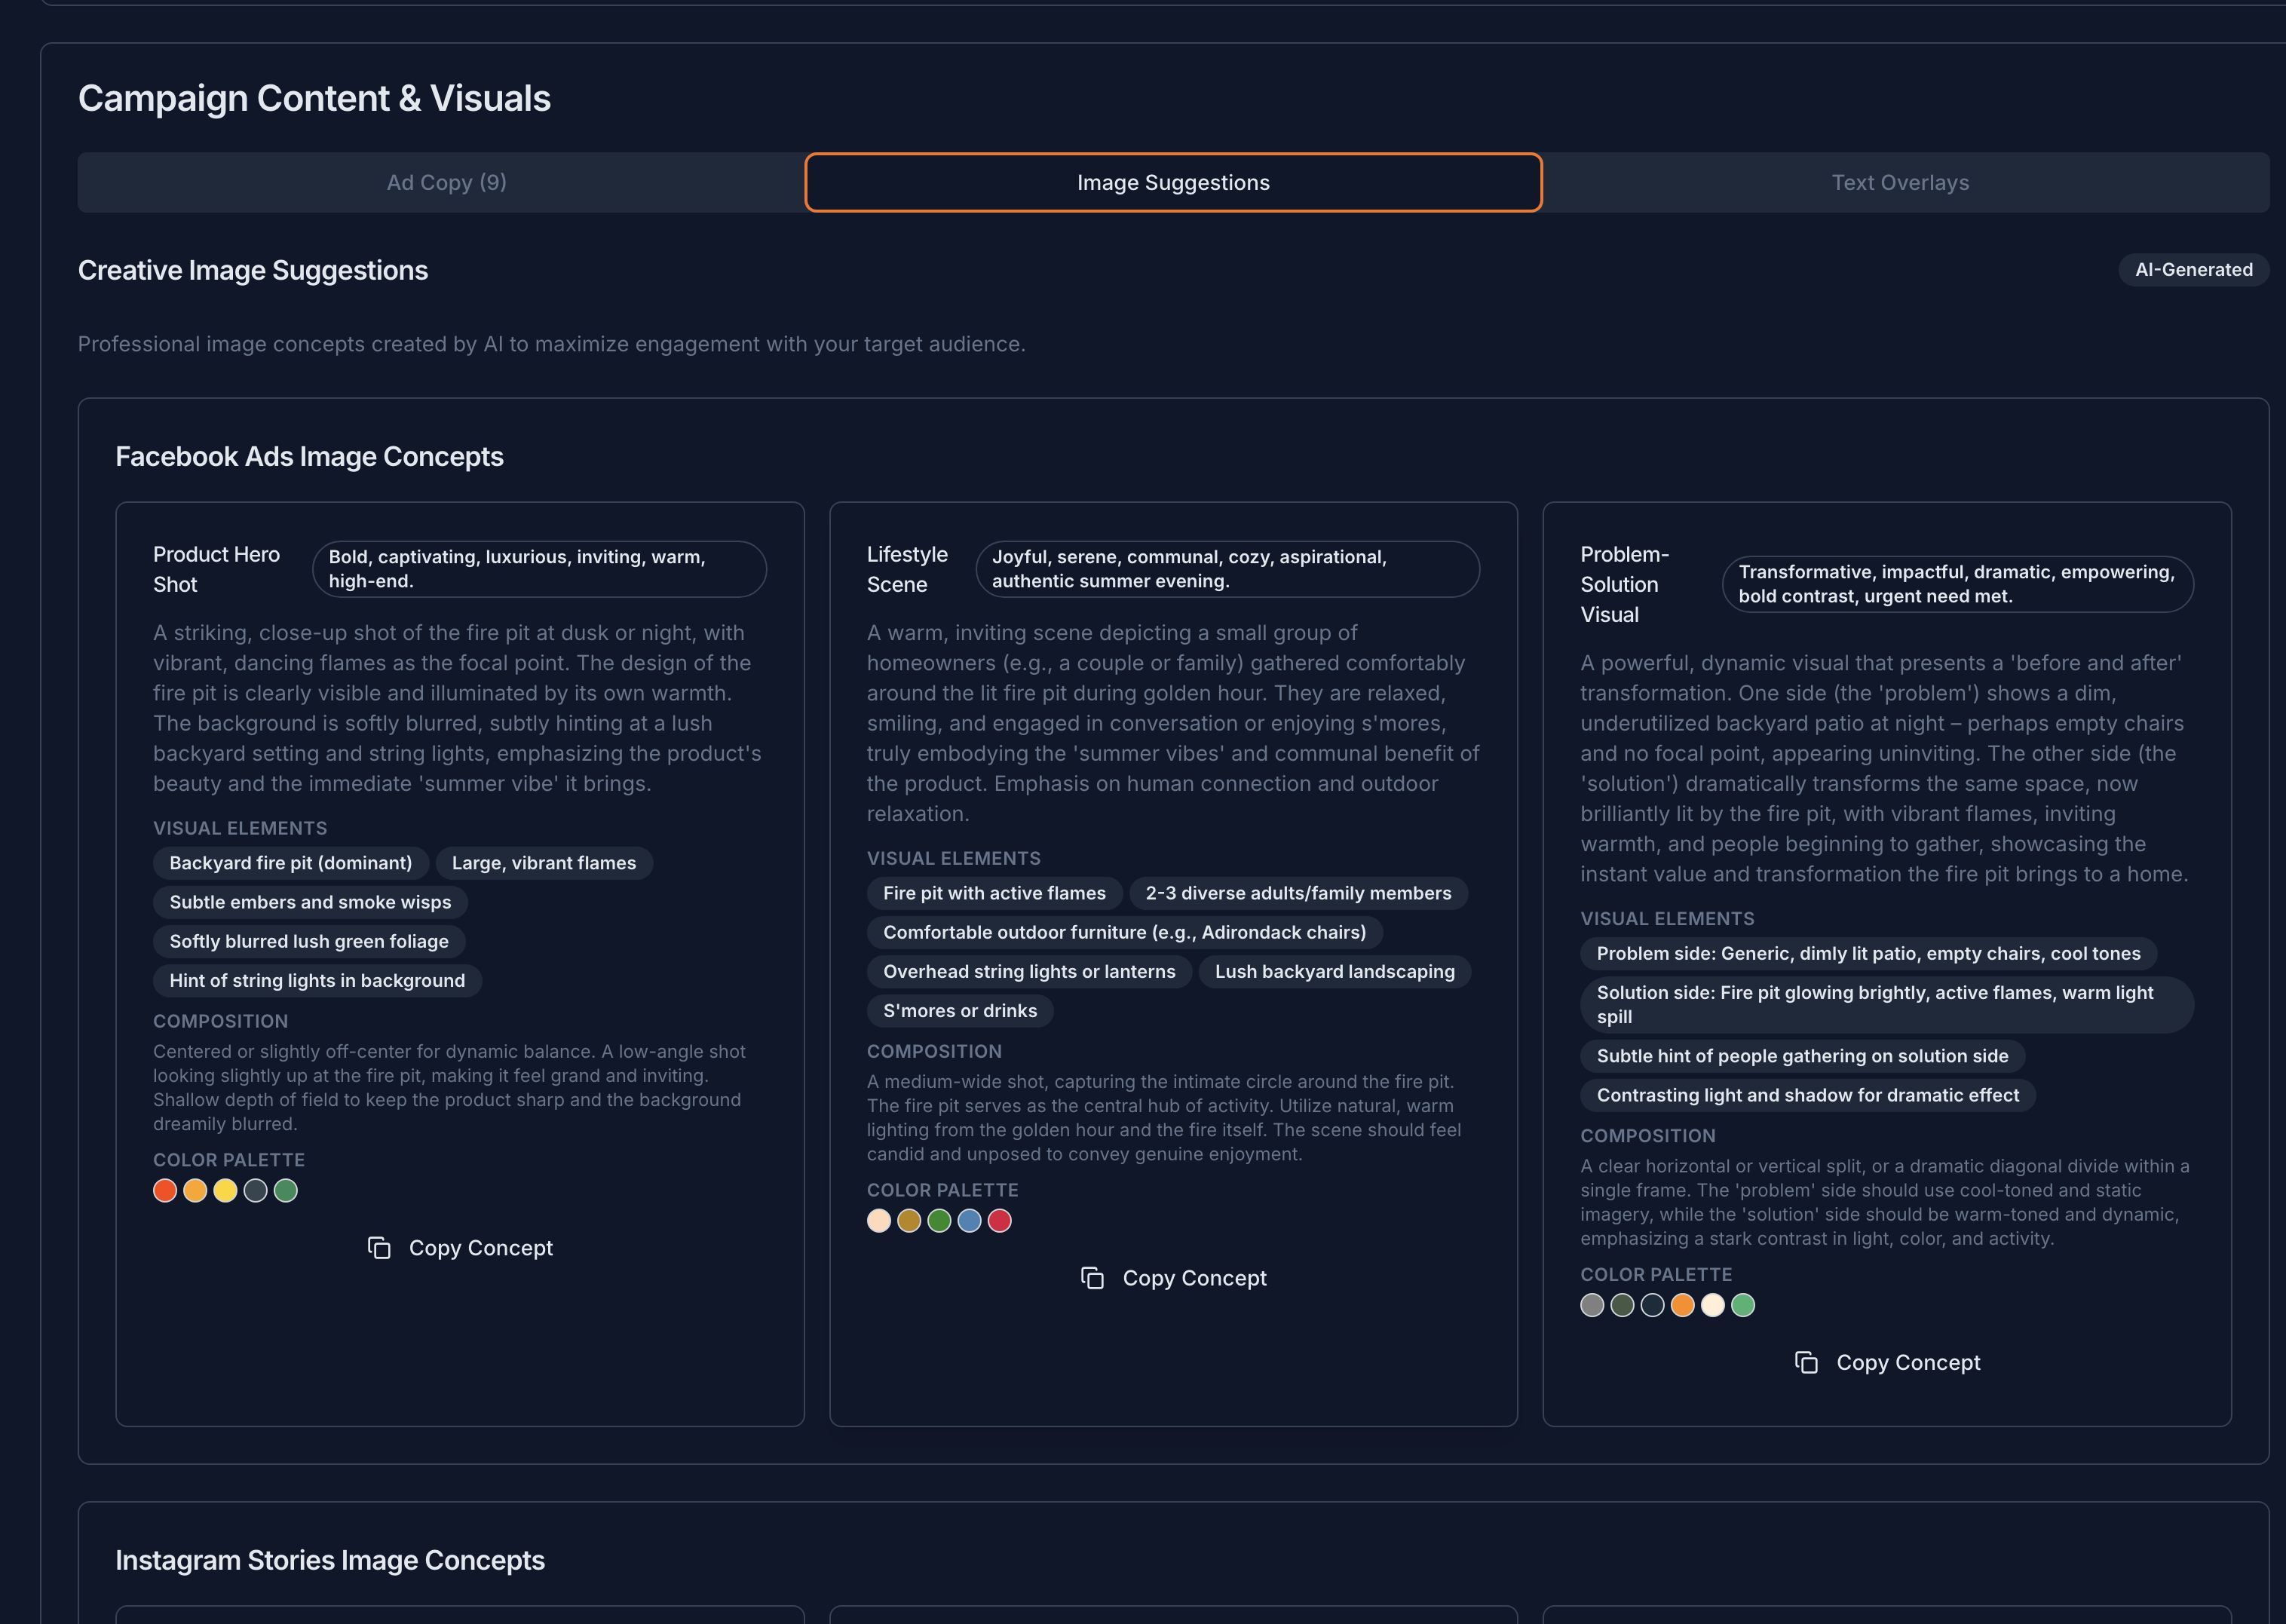 Campaign Content & Visuals
Ad Copy (9)
Image Suggestions
Text Overlays
Creative Image Suggestions
AI-Generated
Professional image concepts created by AI to maximize engagement with your target audience.
Facebook Ads Image Concepts
Product Hero
Shot
Bold, captivating, luxurious, inviting, warm,
high-end.
A striking, close-up shot of the fire pit at dusk or night, with
vibrant, dancing flames as the focal point. The design of the
fire pit is clearly visible and illuminated by its own warmth.
The background is softly blurred, subtly hinting at a lush
backyard setting and string lights, emphasizing the product's
beauty and the immediate 'summer vibe' it brings.
VISUAL ELEMENTS
Backyard fire pit (dominant)
Large, vibrant flames
Subtle embers and smoke wisps
Softly blurred lush green foliage
Hint of string lights in background
COMPOSITION
Centered or slightly off-center for dynamic balance. A low-angle shot
looking slightly up at the fire pit, making it feel grand and inviting.
Shallow depth of field to keep the product sharp and the background
dreamily blurred.
COLOR PALETTE
Copy Concept
Lifestyle
Scene
Joyful, serene, communal, cozy, aspirational,
authentic summer evening.
A warm, inviting scene depicting a small group of
homeowners (e.g., a couple or family) gathered comfortably
around the lit fire pit during golden hour. They are relaxed,
smiling, and engaged in conversation or enjoying s'mores,
truly embodying the 'summer vibes' and communal benefit of
the product. Emphasis on human connection and outdoor
relaxation.
VISUAL ELEMENTS
Fire pit with active flames
2-3 diverse adults/family members
Comfortable outdoor furniture (e.g., Adirondack chairs)
Overhead string lights or lanterns
Lush backyard landscaping
S'mores or drinks
COMPOSITION
A medium-wide shot, capturing the intimate circle around the fire pit.
The fire pit serves as the central hub of activity. Utilize natural, warm
lighting from the golden hour and the fire itself. The scene should feel
candid and unposed to convey genuine enjoyment.
COLOR PALETTE
Copy Concept
Problem-
Solution
Visual
Transformative, impactful, dramatic, empowering,
bold contrast, urgent need met.
A powerful, dynamic visual that presents a 'before and after'
transformation. One side (the 'problem') shows a dim,
underutilized backyard patio at night – perhaps empty chairs
and no focal point, appearing uninviting. The other side (the
'solution') dramatically transforms the same space, now
brilliantly lit by the fire pit, with vibrant flames, inviting
warmth, and people beginning to gather, showcasing the
instant value and transformation the fire pit brings to a home.
VISUAL ELEMENTS
Problem side: Generic, dimly lit patio, empty chairs, cool tones
Solution side: Fire pit glowing brightly, active flames, warm light
spill
Subtle hint of people gathering on solution side
Contrasting light and shadow for dramatic effect
COMPOSITION
A clear horizontal or vertical split, or a dramatic diagonal divide within a
single frame. The 'problem' side should use cool-toned and static
imagery, while the 'solution' side should be warm-toned and dynamic,
emphasizing a stark contrast in light, color, and activity.
COLOR PALETTE
Copy Concept
Instagram Stories Image Concepts